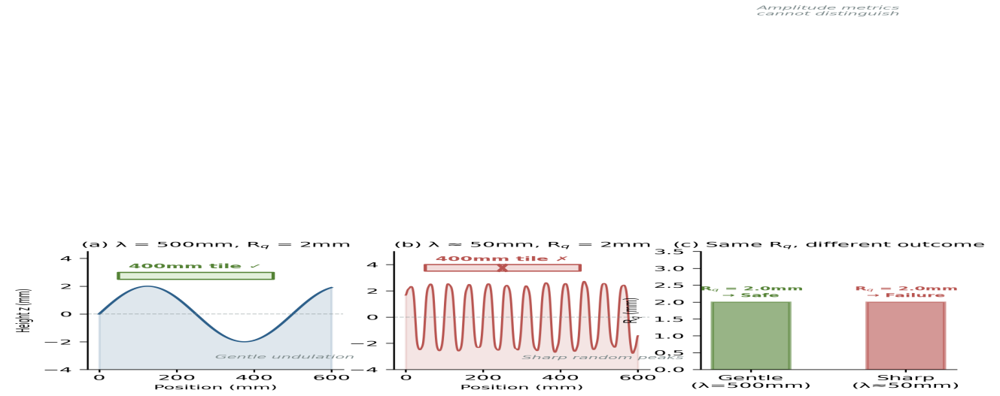 Amplitude metrics
cannot distinguish
(a) λ = 500mm, Rq = 2mm
400mm tile ✓
Height z (mm)
4
2
0
−2
−4
0
200
400
600
Position (mm)
Gentle undulation
(b) λ ≈ 50mm, Rq = 2mm
400mm tile ✗
4
2
0
−2
−4
0
200
400
600
Position (mm)
Sharp random peaks
(c) Same Rq, different outcome
Rq (mm)
3.5
3.0
2.5
2.0
1.5
1.0
0.5
0.0
Rq = 2.0mm
→ Safe
Rq = 2.0mm
→ Failure
Gentle
(λ=500mm)
Sharp
(λ≈50mm)